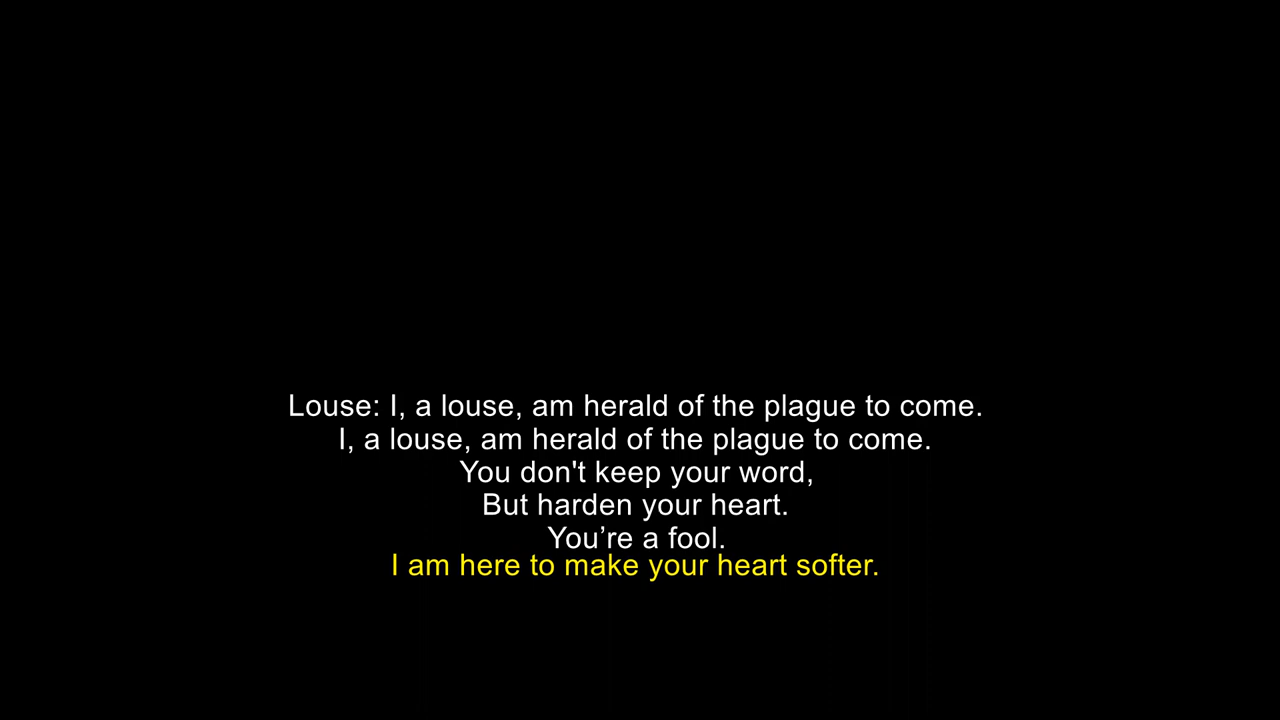 Louse: I, a louse, am herald of the plague to come.
I, a louse, am herald of the plague to come.
You don't keep your word,
But harden your heart.
You’re a fool.
I am here to make your heart softer.